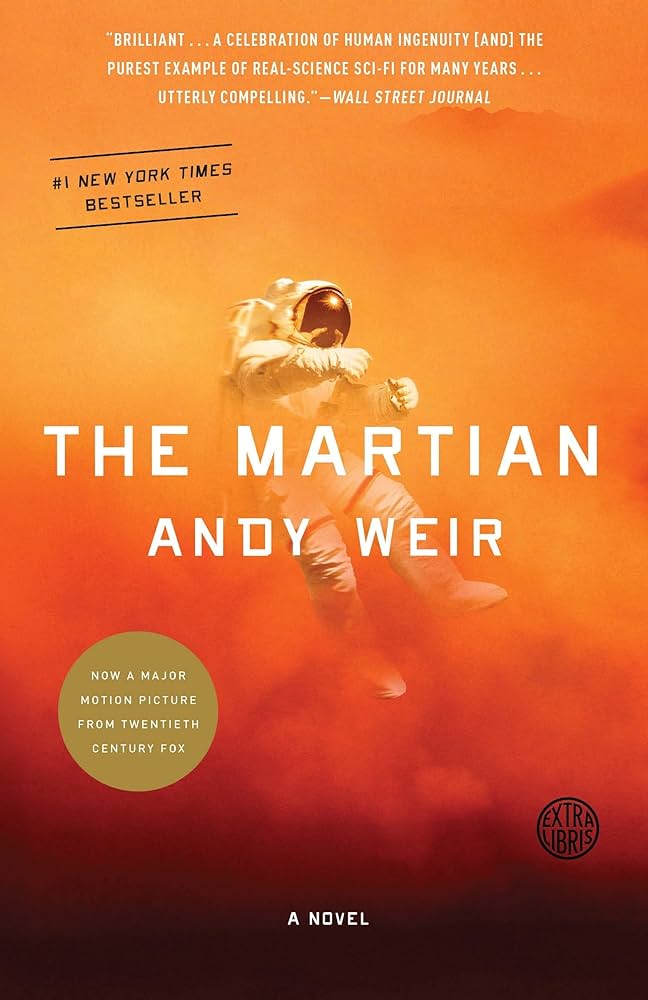 "BRILLIANT . . . A CELEBRATION OF HUMAN INGENUITY [AND] THE
PUREST EXAMPLE OF REAL-SCIENCE SCI-FI FOR MANY YEARS . . .
UTTERLY COMPELLING."—WALL STREET JOURNAL
#1 NEW YORK TIMES
BESTSELLER
THE MARTIAN
ANDY WEIR
NOW A MAJOR
MOTION PICTURE
FROM TWENTIETH
CENTURY FOX
EXTRA
LIBRIS
A NOVEL